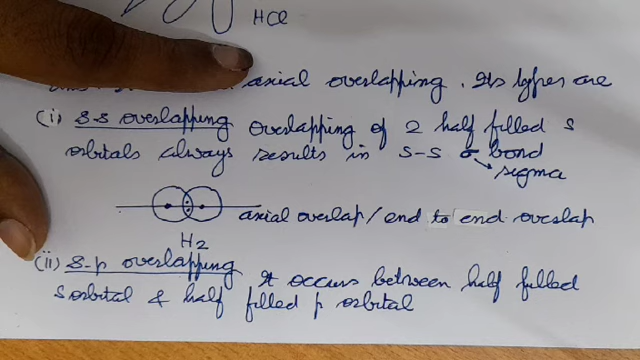 HCl
axial overlapping. Its types are
(i) S-S overlapping overlapping of 2 half filled s
orbitals always results in S-S σ bond
sigma
axial overlap/end to end overlap
H2
(ii) S-p overlapping It occurs between half filled
s orbital & half filled p orbital